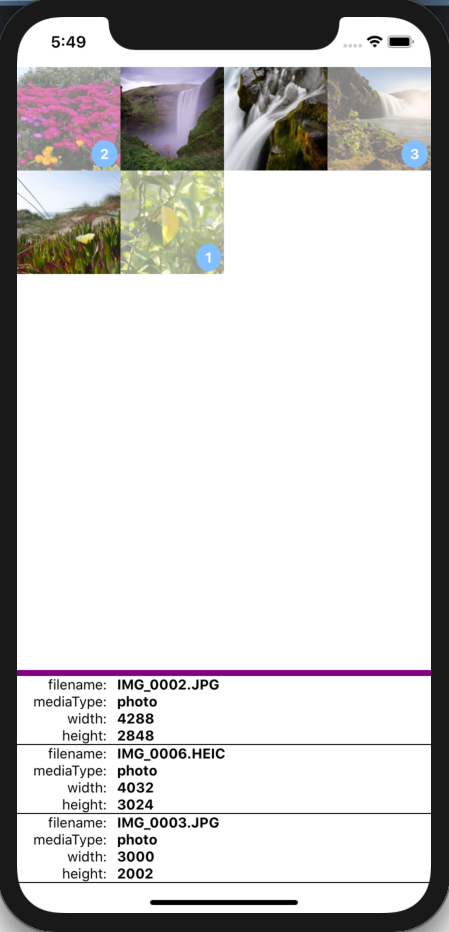 5:49
2
3
1
filename: IMG_0002.JPG
mediaType: photo
width: 4288
height: 2848
filename: IMG_0006.HEIC
mediaType: photo
width: 4032
height: 3024
filename: IMG_0003.JPG
mediaType: photo
width: 3000
height: 2002